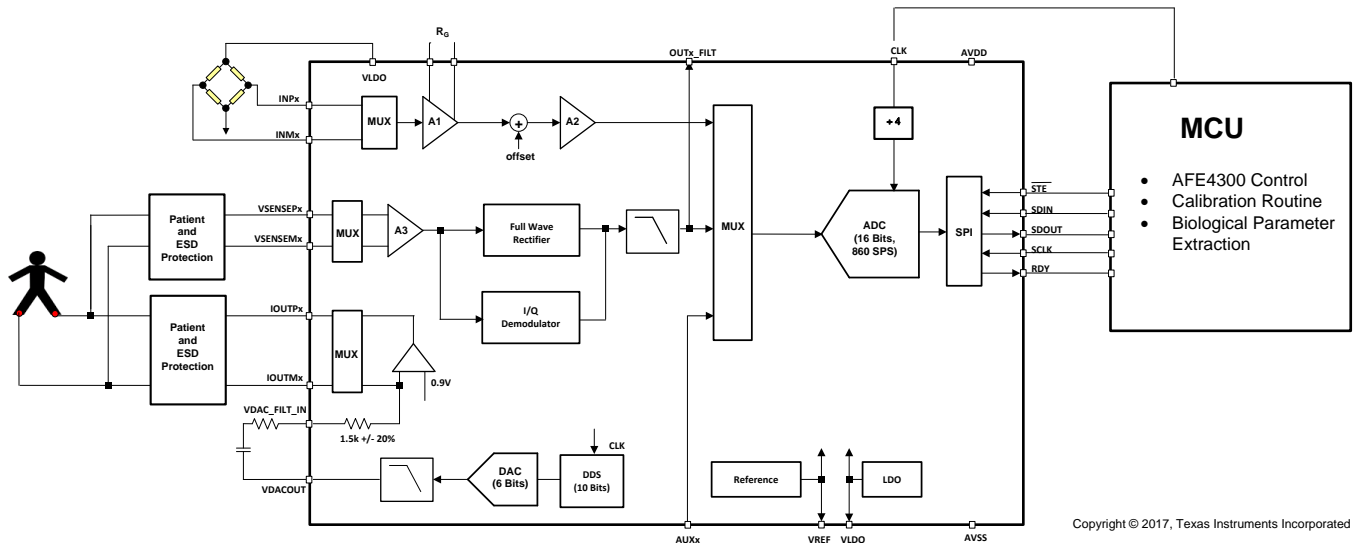 RG
OUTx_FILT
CLK
AVDD
VLDO
INPx
INMx
MUX
A1
+
offset
A2
÷4
MCU
• AFE4300 Control
• Calibration Routine
• Biological Parameter
Extraction
STE
SDIN
SDOUT
SCLK
RDY
SPI
ADC
(16 Bits,
860 SPS)
MUX
Patient
and
ESD
Protection
VSENSEPx
VSENSEMx
MUX
A3
Full Wave
Rectifier
I/Q
Demodulator
Patient
and
ESD
Protection
IOUTPx
IOUTMx
MUX
0.9V
VDAC_FILT_IN
1.5k +/- 20%
VDACOUT
DAC
(6 Bits)
CLK
DDS
(10 Bits)
Reference
LDO
AUXx
VREF
VLDO
AVSS
Copyright © 2017, Texas Instruments Incorporated